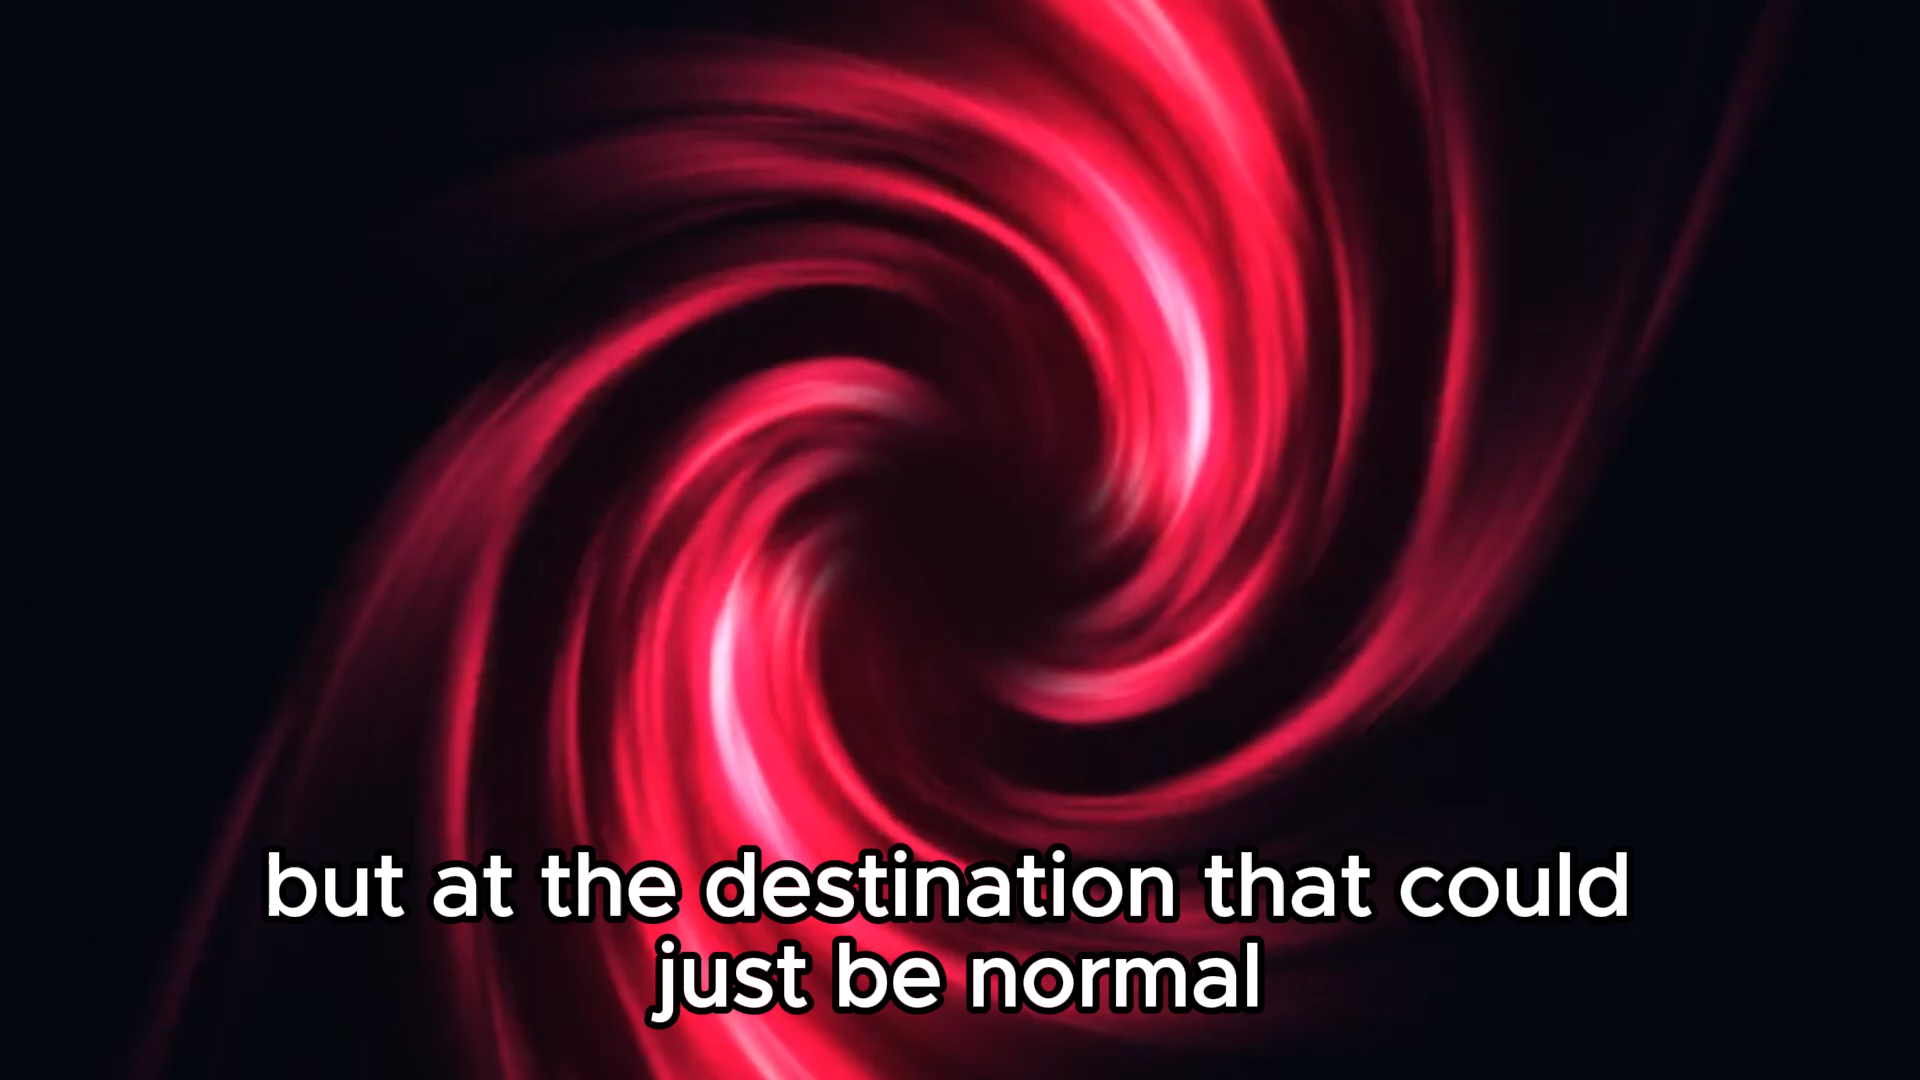 but at the destination that could
just be normal